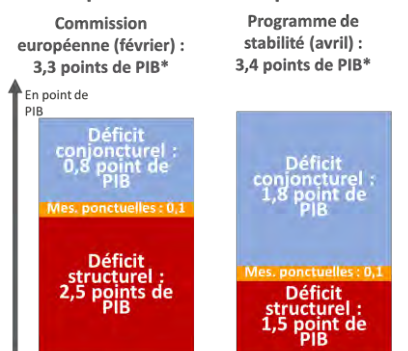 Commission
européenne (février) :
3,3 points de PIB*
Programme de
stabilité (avril) :
3,4 points de PIB*
En point de
PIB
Déficit
conjoncturel :
0,8 point de
PIB
Mes. ponctuelles : 0,1
Déficit
structurel :
2,5 points de
PIB
Déficit
conjoncturel :
1,8 point de
PIB
Mes. ponctuelles : 0,1
Déficit
structurel :
1,5 point de
PIB